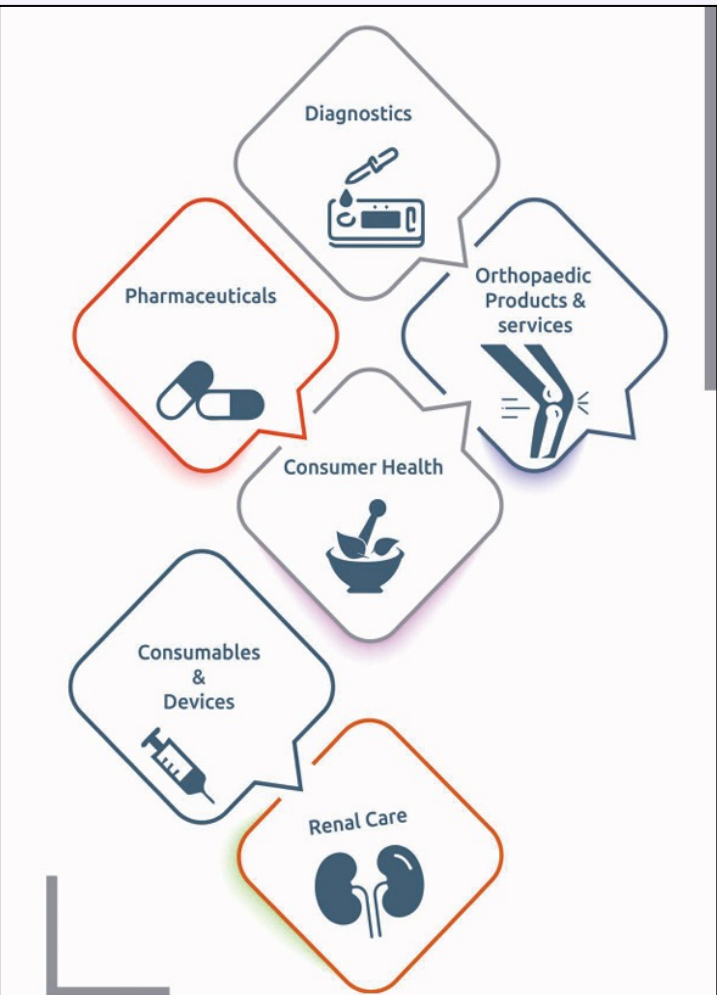 Diagnostics
Pharmaceuticals
Orthopaedic
Products &
services
Consumer Health
Consumables
&
Devices
Renal Care